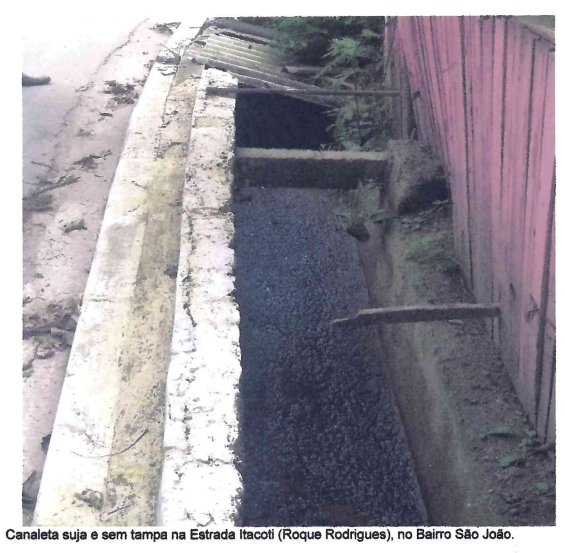 Canaleta suja e sem tampa na Estrada Itacoti (Roque Rodrigues), no Bairro São João.